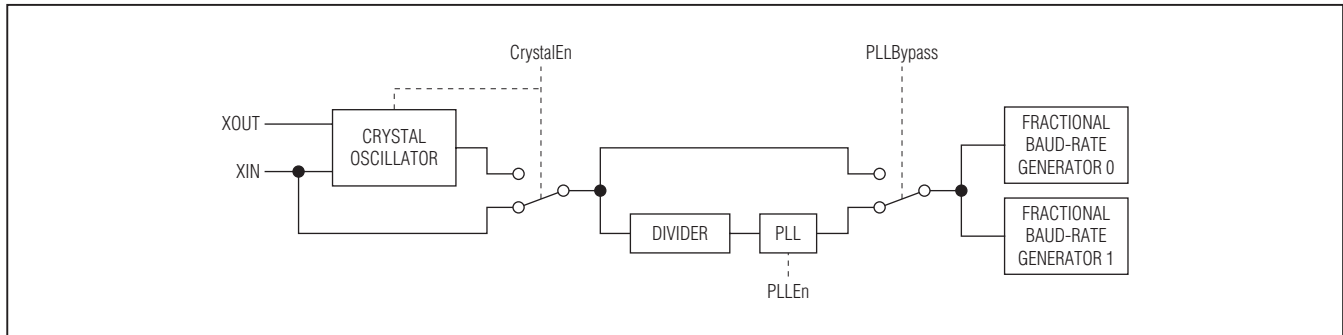 CrystalEn
PLLBypass
XOUT
XIN
CRYSTAL
OSCILLATOR
FRACTIONAL
BAUD-RATE
GENERATOR 0
DIVIDER
PLL
FRACTIONAL
BAUD-RATE
GENERATOR 1
PLLEn